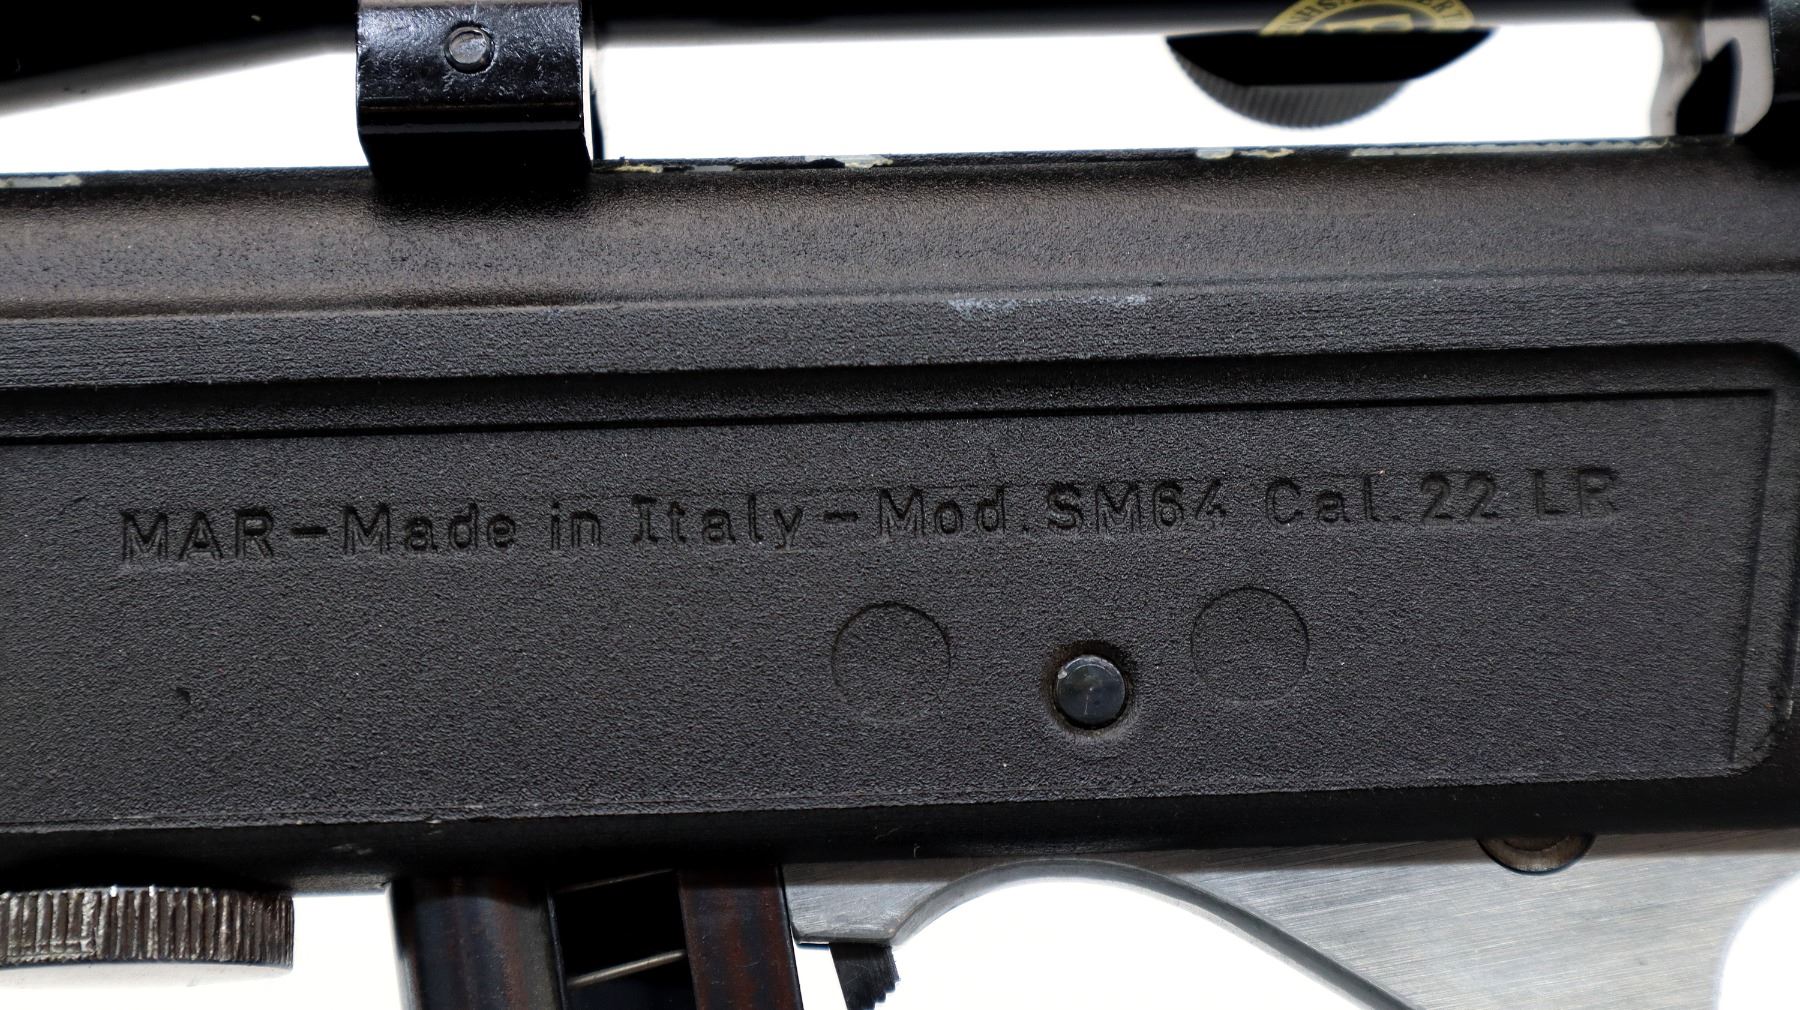 MAR-Made in Italy-Mod. SM64 Cal. 22 LR